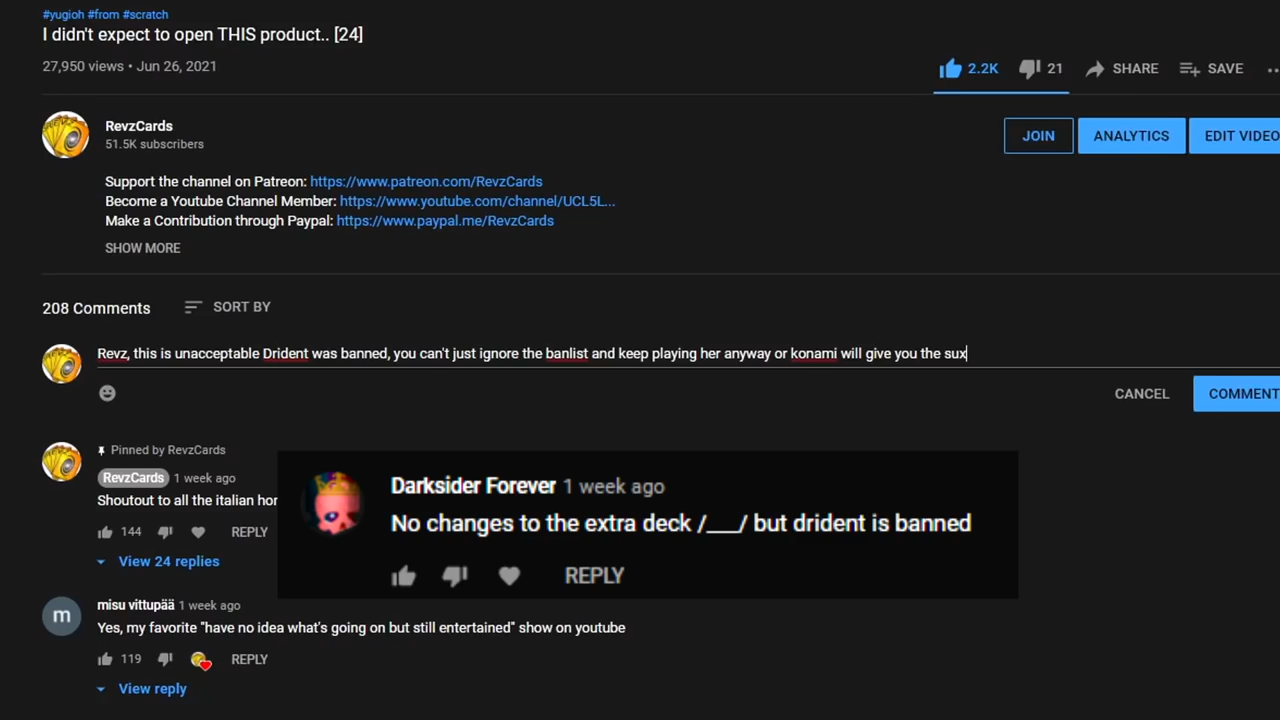 #yugioh #from #scratch
I didn't expect to open THIS product.. [24]
27,950 views • Jun 26, 2021
2.2K
21
SHARE
SAVE
RevzCards
51.5K subscribers
JOIN
ANALYTICS
EDIT VIDEO
Support the channel on Patreon: https://www.patreon.com/RevzCards
Become a Youtube Channel Member: https://www.youtube.com/channel/UCL5L...
Make a Contribution through Paypal: https://www.paypal.me/RevzCards
SHOW MORE
208 Comments
SORT BY
Revz, this is unacceptable Drident was banned, you can't just ignore the banlist and keep playing her anyway or konami will give you the sux
CANCEL
COMMENT
Pinned by RevzCards
RevzCards 1 week ago
Shoutout to all the italian hor
144
REPLY
View 24 replies
Darksider Forever 1 week ago
No changes to the extra deck /___/ but drident is banned
REPLY
m
misu vittupää 1 week ago
Yes, my favorite "have no idea what's going on but still entertained" show on youtube
119
REPLY
View reply